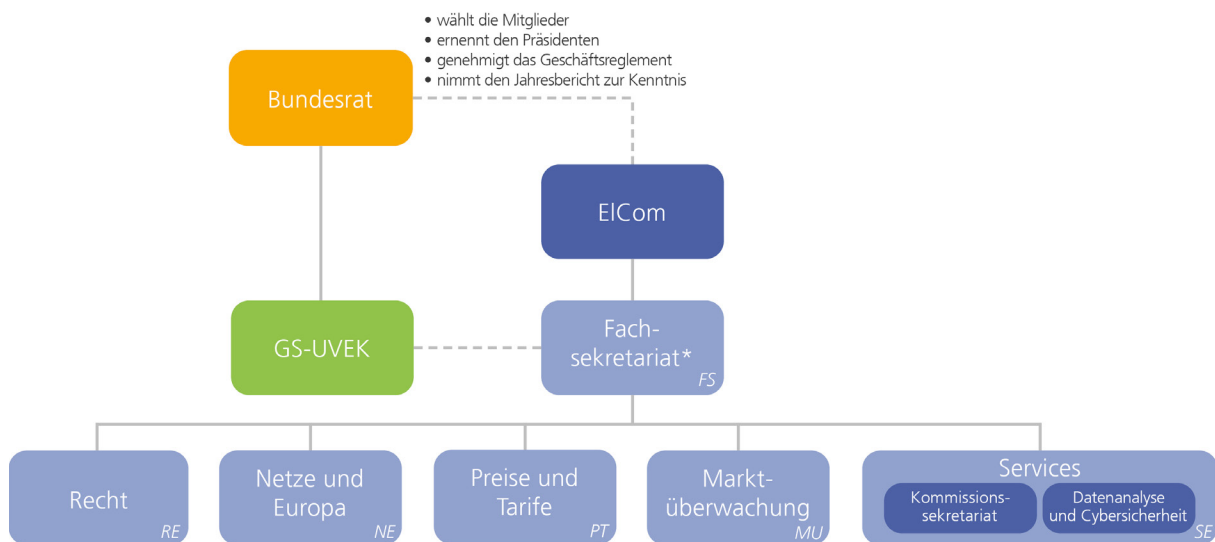 • wählt die Mitglieder
• ernennt den Präsidenten
• genehmigt das Geschäftsreglement
• nimmt den Jahresbericht zur Kenntnis
Bundesrat
ElCom
GS-UVEK
Fach-
sekretariat*
FS
Recht
RE
Netze und
Europa
NE
Preise und
Tarife
PT
Markt-
überwachung
MU
Services
Kommissions-
sekretariat
Datenanalyse
und Cybersicherheit
SE